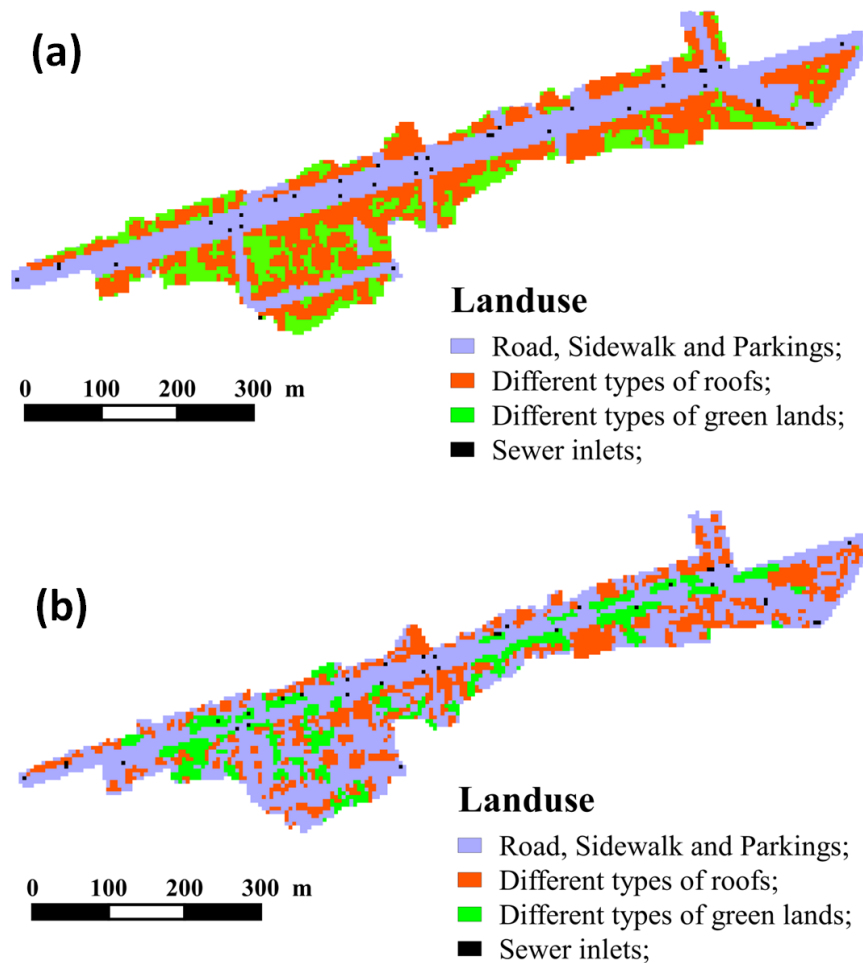 (a)
Landuse
Road, Sidewalk and Parkings;
Different types of roofs;
Different types of green lands;
Sewer inlets;
0 100 200 300 m
(b)
Landuse
Road, Sidewalk and Parkings;
Different types of roofs;
Different types of green lands;
Sewer inlets;
0 100 200 300 m